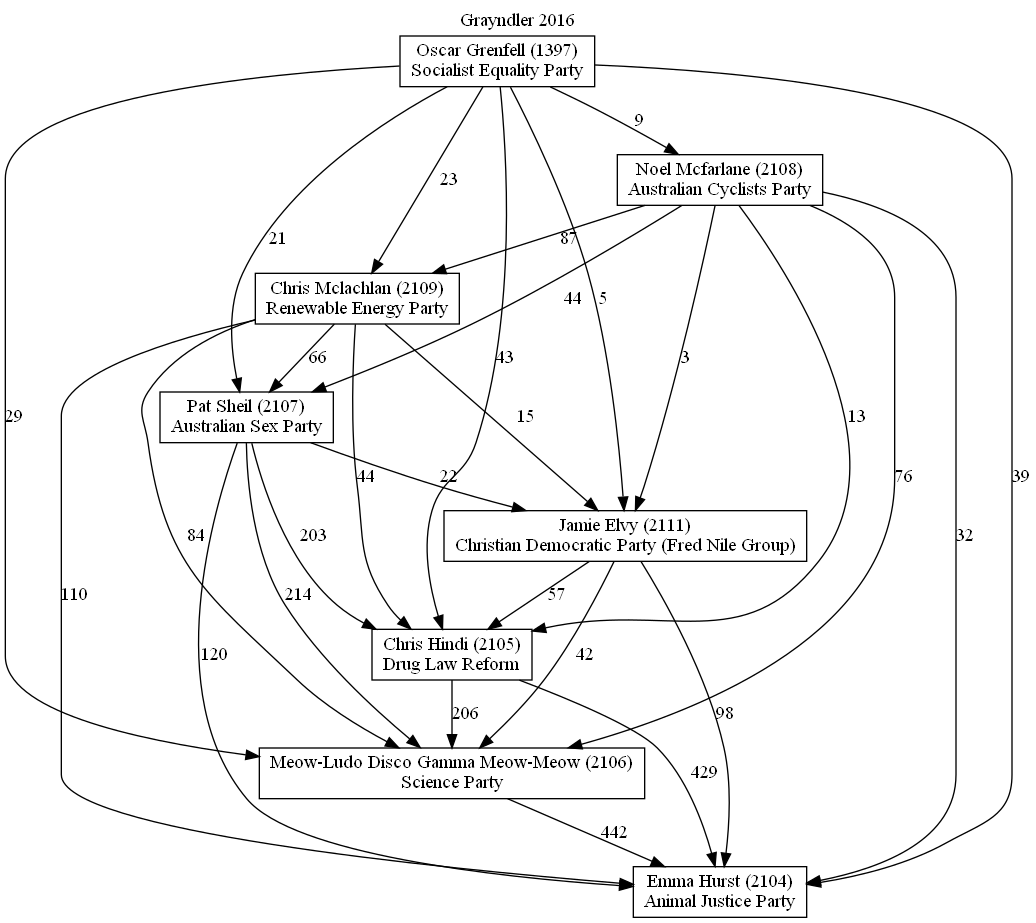 Grayndler 2016
Oscar Grenfell (1397)
Socialist Equality Party
9
Noel Mcfarlane (2108)
Australian Cyclists Party
23
21
87
Chris Mclachlan (2109)
Renewable Energy Party
44
5
66
43
3
Pat Sheil (2107)
Australian Sex Party
29
15
13
44
22
76
39
Jamie Elvy (2111)
Christian Democratic Party (Fred Nile Group)
84
203
32
110
214
57
Chris Hindi (2105)
Drug Law Reform
120
42
206
98
Meow-Ludo Disco Gamma Meow-Meow (2106)
Science Party
429
442
Emma Hurst (2104)
Animal Justice Party